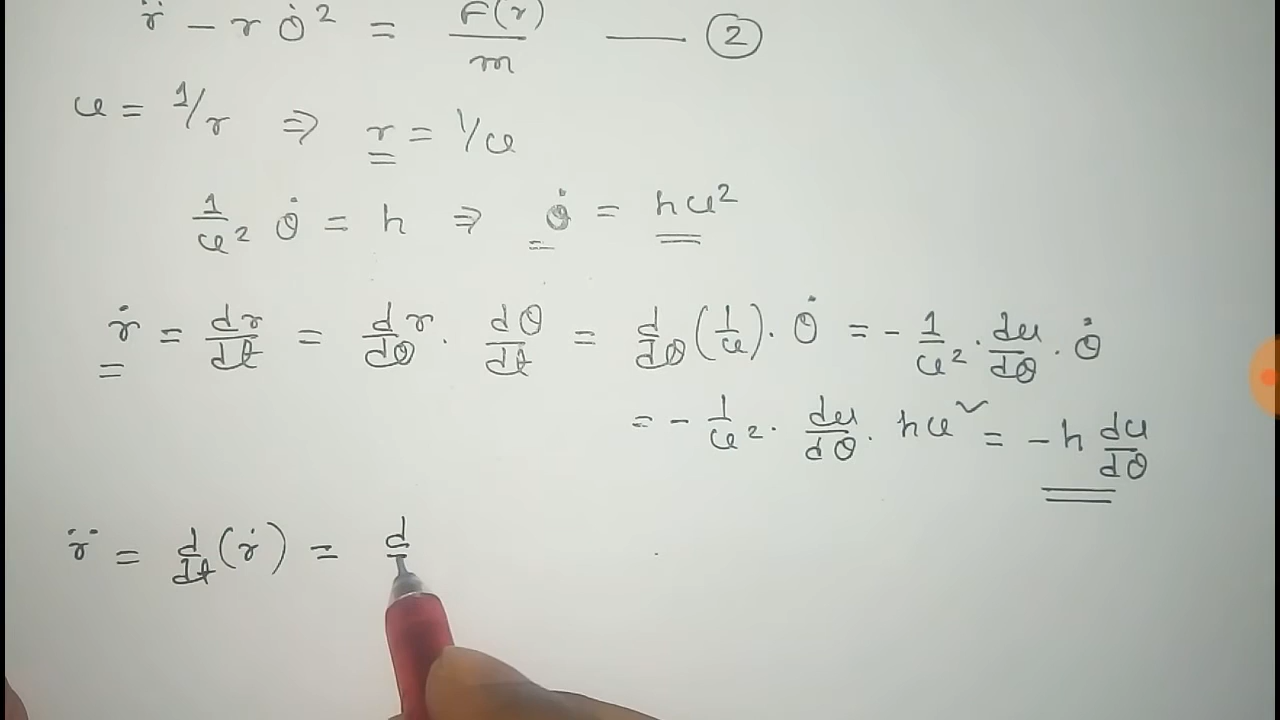 r̈ − r θ̇² = F(r)/m —— ②
u = 1/r ⇒ r = 1/u
1/u² θ̇ = h ⇒ θ̇ = hu²
ṙ = dr/dt = dr/dθ · dθ/dt = d/dθ (1/u) · θ̇ = − 1/u² · du/dθ · θ̇
= − 1/u² · du/dθ · hu² = − h du/dθ
r̈ = d/dt (ṙ) = d